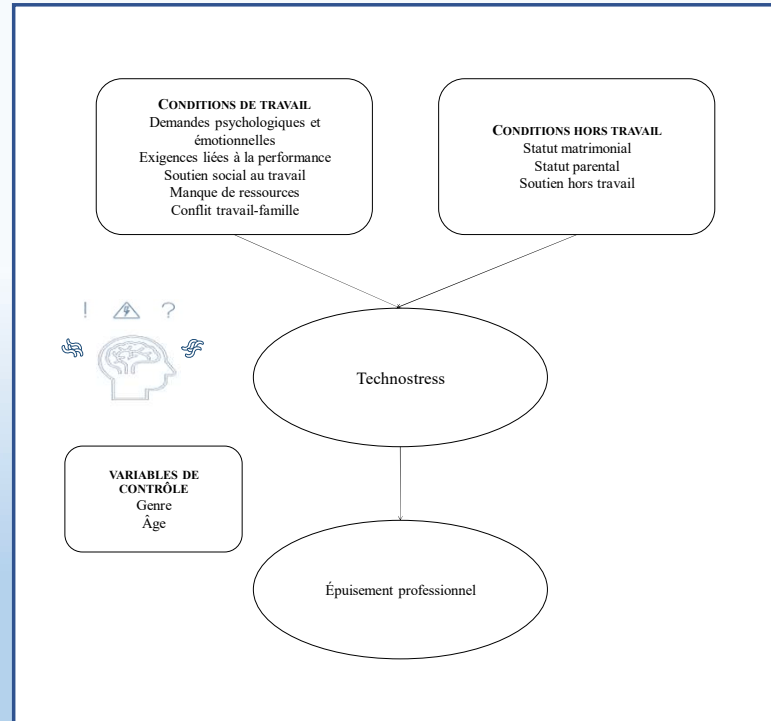 CONDITIONS DE TRAVAIL
Demandes psychologiques et
émotionnelles
Exigences liées à la performance
Soutien social au travail
Manque de ressources
Conflit travail-famille
CONDITIONS HORS TRAVAIL
Statut matrimonial
Statut parental
Soutien hors travail
! ?
Technostress
VARIABLES DE
CONTRÔLE
Genre
Âge
Épuisement professionnel